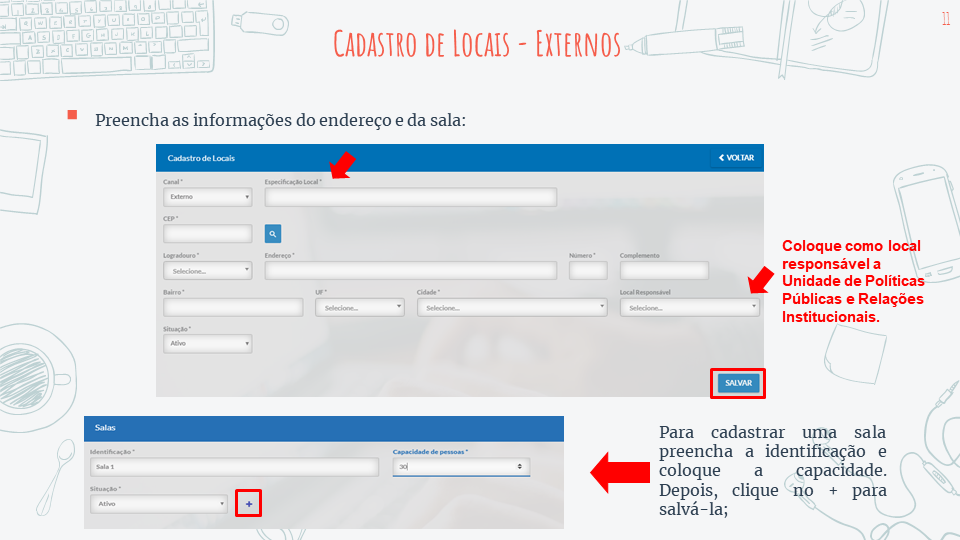 11
Cadastro de Locais - Externos
Preencha as informações do endereço e da sala:
Cadastro de Locais
VOLTAR
Canal * Especificação Local *
Externo
CEP *
Logradouro * Endereço * Número * Complemento
Selecione...
Bairro * UF * Cidade * Local Responsável
Selecione... Selecione... Selecione...
Situação *
Ativo
SALVAR
Coloque como local
responsável a
Unidade de Políticas
Públicas e Relações
Institucionais.
Salas
Identificação * Capacidade de pessoas *
Sala 1 30
Situação *
Ativo +
Para cadastrar uma sala
preencha a identificação e
coloque a capacidade.
Depois, clique no + para
salvá-la;